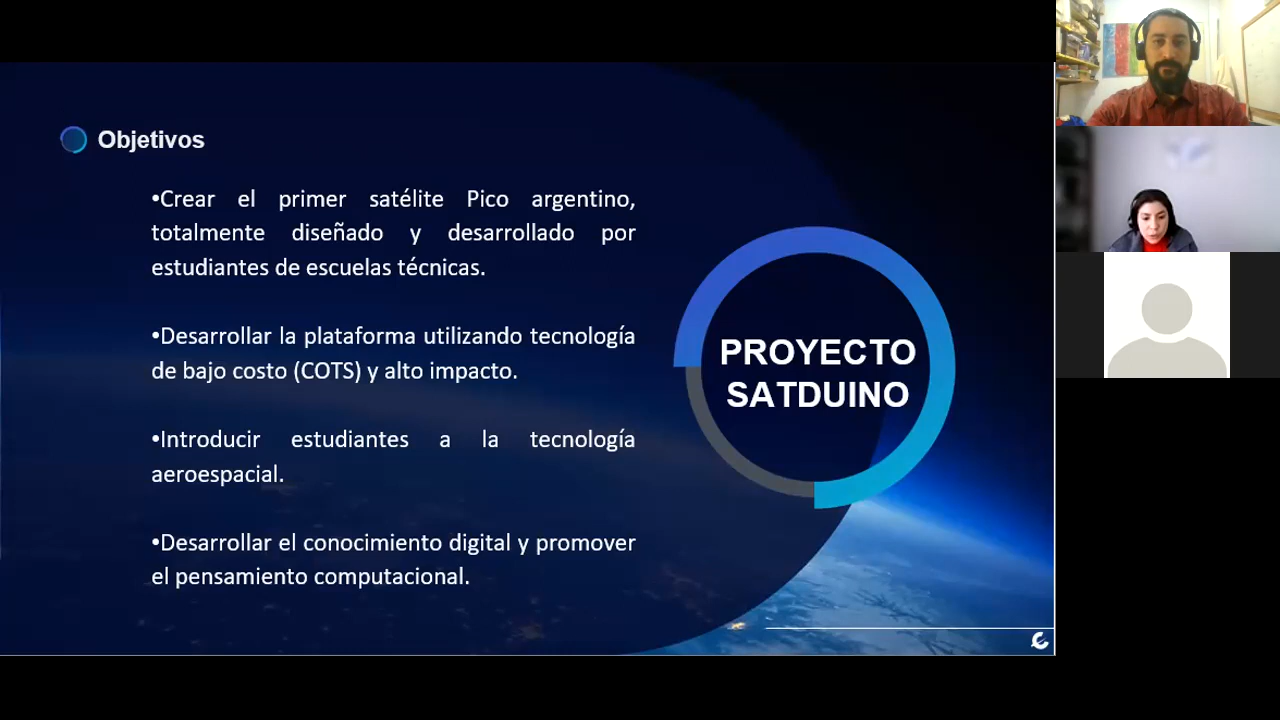 Objetivos
•Crear el primer satélite Pico argentino,
totalmente diseñado y desarrollado por
estudiantes de escuelas técnicas.
•Desarrollar la plataforma utilizando tecnología
de bajo costo (COTS) y alto impacto.
•Introducir estudiantes a la tecnología
aeroespacial.
•Desarrollar el conocimiento digital y promover
el pensamiento computacional.
PROYECTO
SATDUINO